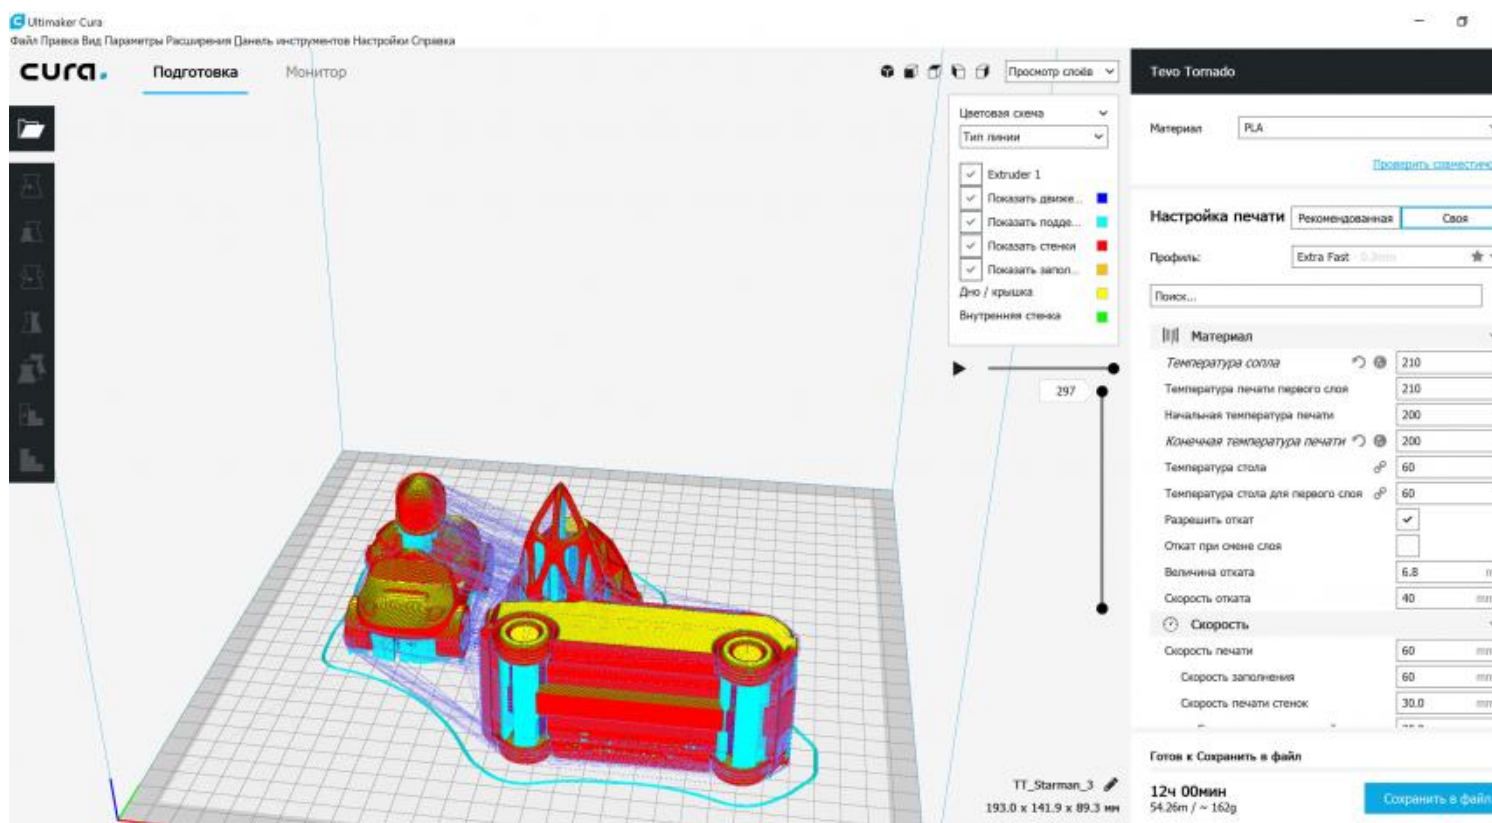 Ultimaker Cura
Файл Правка Вид Параметры Расширения Панель инструментов Настройки Справка
cura.
Подготовка
Монитор
Просмотр слоёв
Tevo Tornado
Цветовая схема
Тип линии
Extruder 1
Показать движе...
Показать подде...
Показать стенки
Показать запол...
Дно / крышка
Внутренняя стенка
297
Материал
PLA
Проверить совместимо
Настройка печати
Рекомендованная
Своя
Профиль:
Extra Fast - 0.3mm
Поиск...
Материал
Температура сопла 210
Температура печати первого слоя 210
Начальная температура печати 200
Конечная температура печати 200
Температура стола 60
Температура стола для первого слоя 60
Разрешить откат
Откат при смене слоя
Величина отката 6.8
Скорость отката 40 mm
Скорость
Скорость печати 60 mm
Скорость заполнения 60 mm
Скорость печати стенок 30.0 mm
Готов к Сохранить в файл
TT_Starman_3
193.0 x 141.9 x 89.3 мм
12ч 00мин
54.26m / ~ 162g
Сохранить в файл